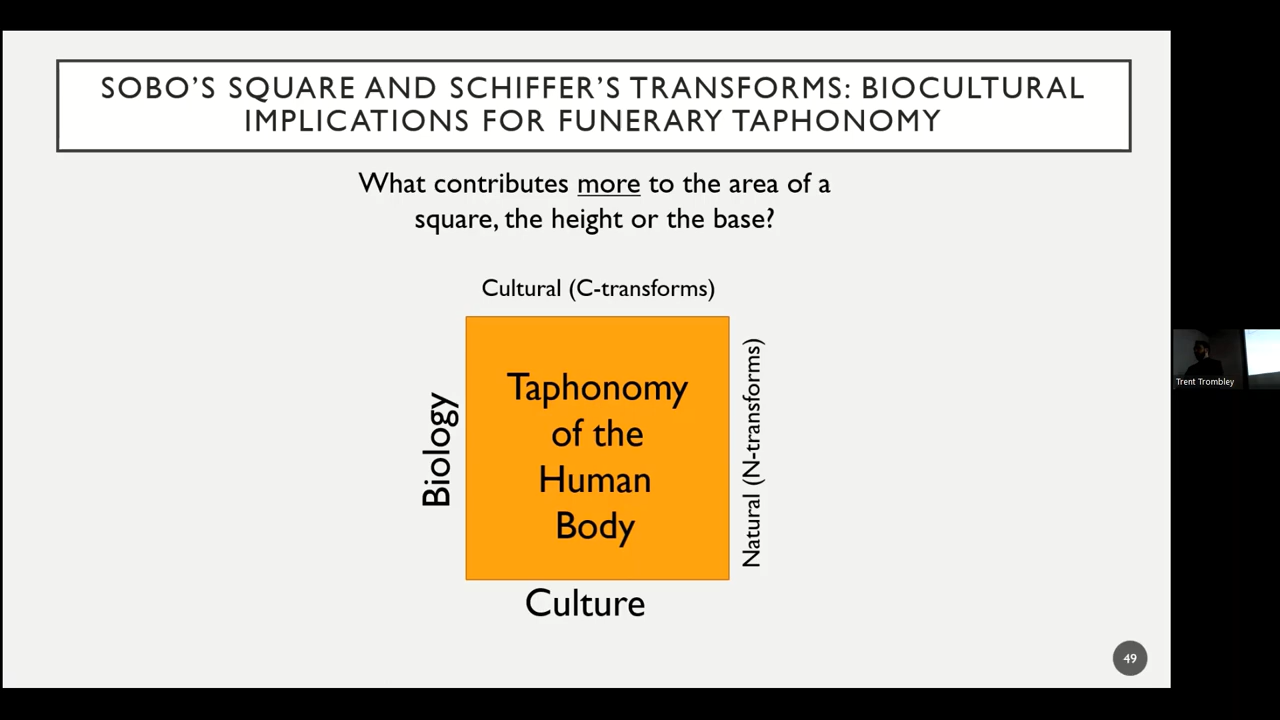 SOBO'S SQUARE AND SCHIFFER'S TRANSFORMS: BIOCULTURAL
IMPLICATIONS FOR FUNERARY TAPHONOMY
What contributes more to the area of a
square, the height or the base?
Cultural (C-transforms)
Biology
Taphonomy
of the
Human
Body
Natural (N-transforms)
Culture
Trent Trombley
49